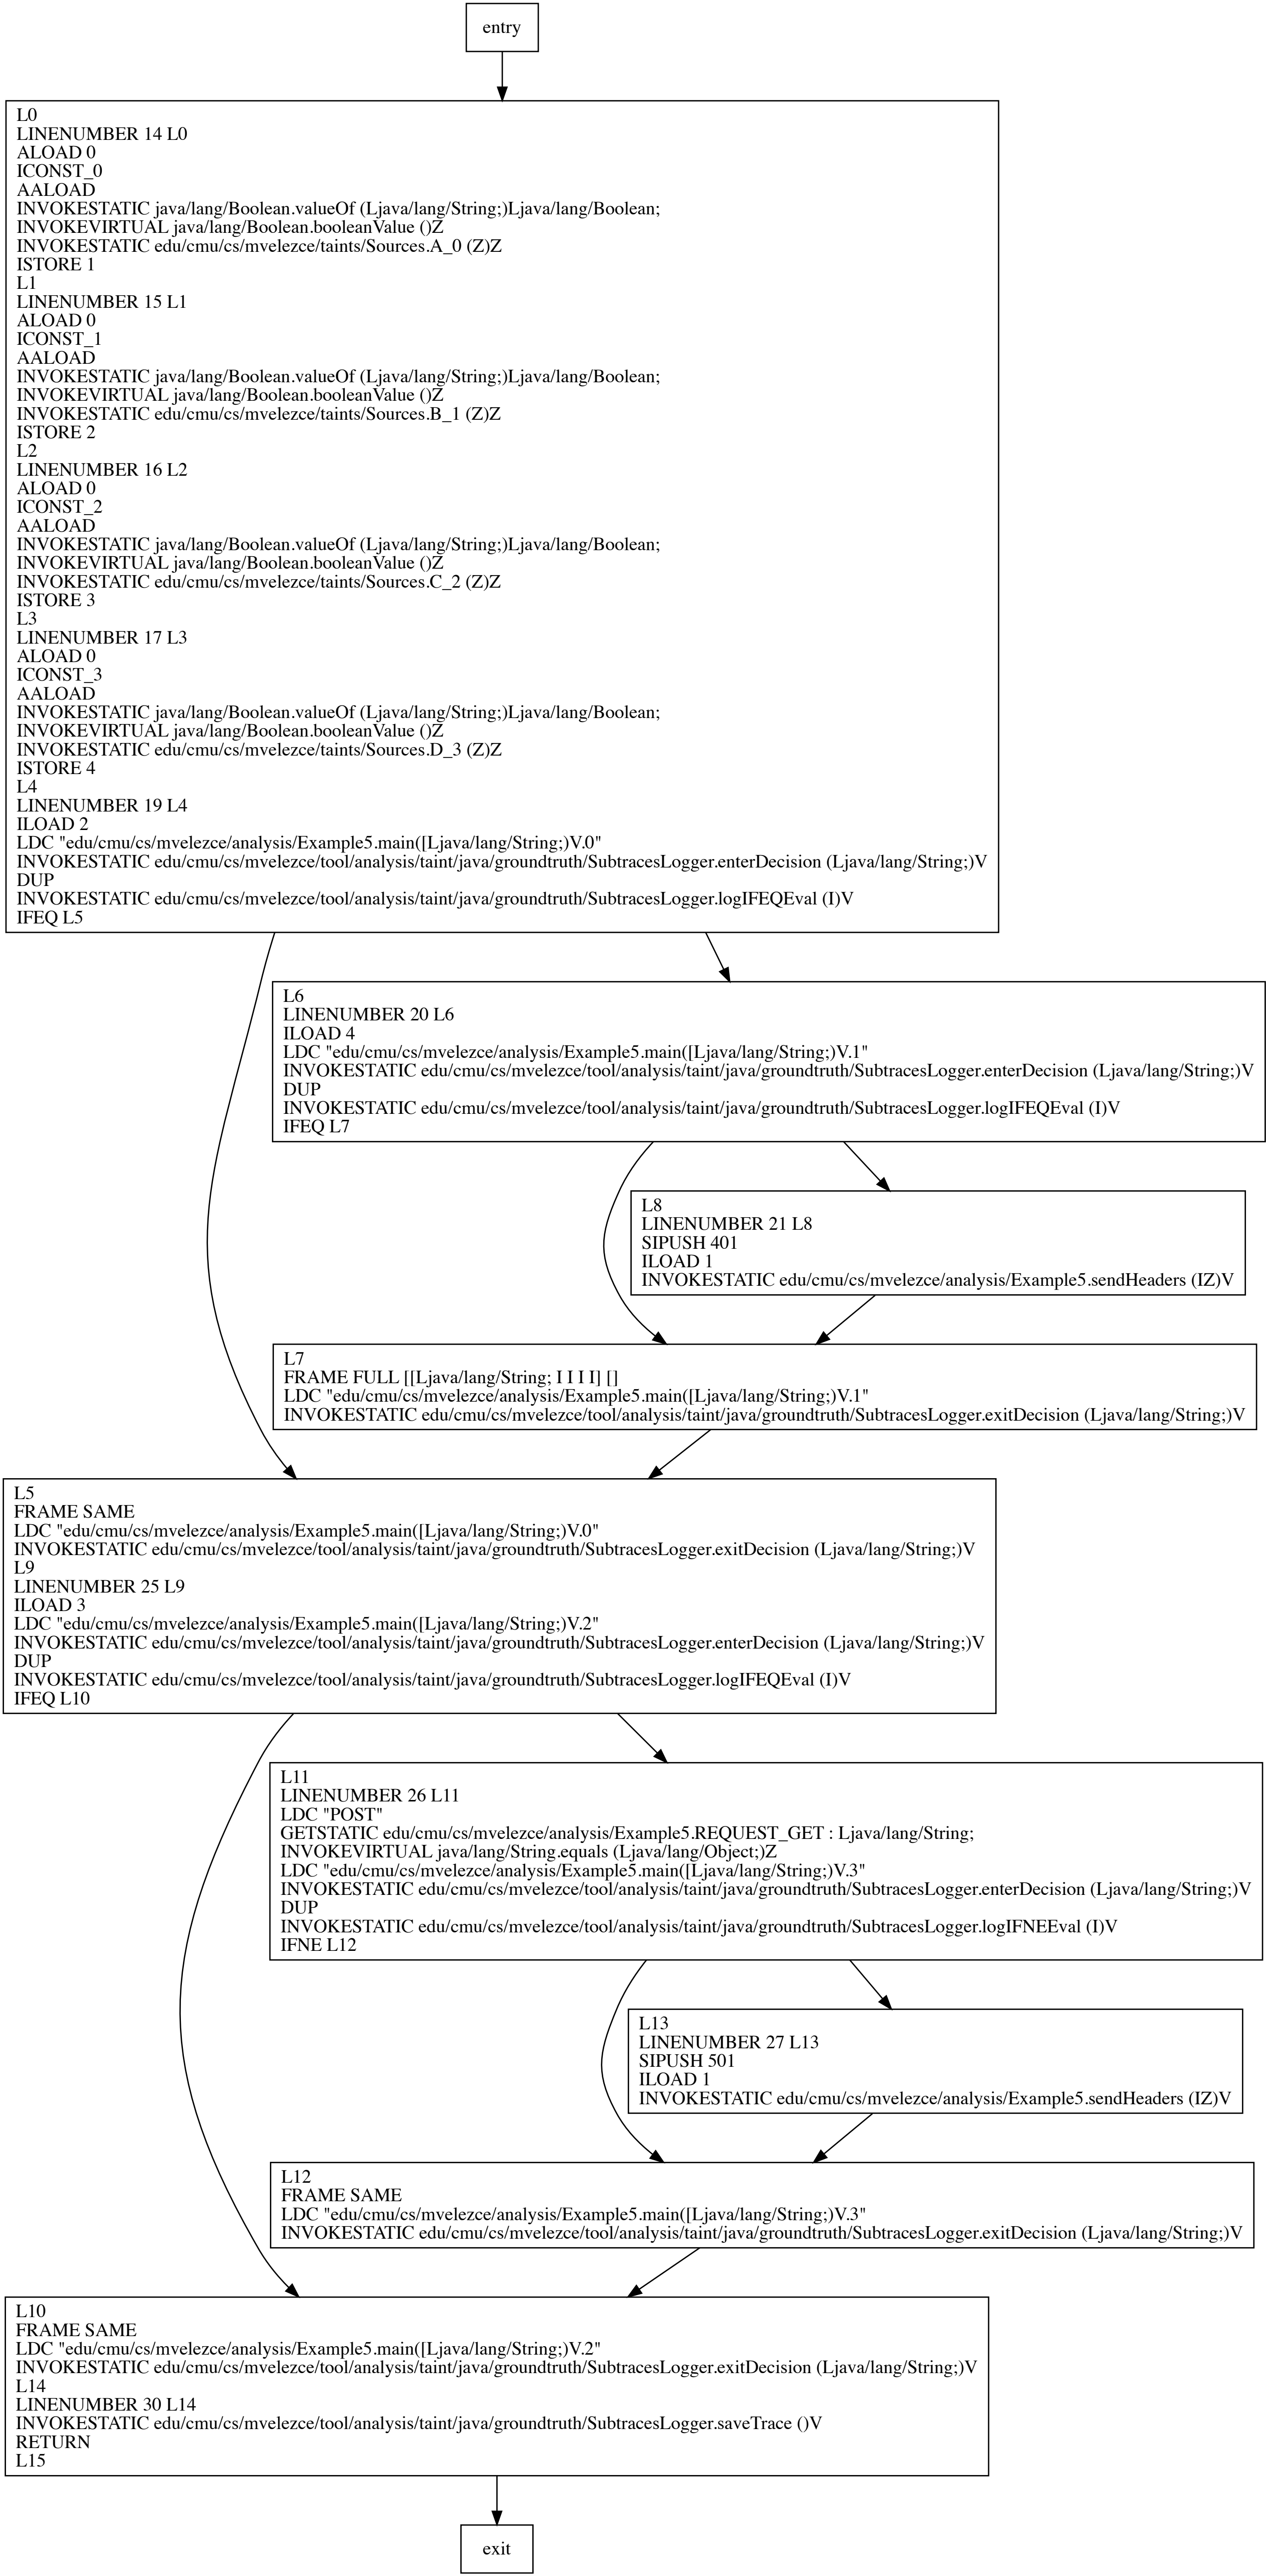 entry
L0
LINENUMBER 14 L0
ALOAD 0
ICONST_0
AALOAD
INVOKESTATIC java/lang/Boolean.valueOf (Ljava/lang/String;)Ljava/lang/Boolean;
INVOKEVIRTUAL java/lang/Boolean.booleanValue ()Z
INVOKESTATIC edu/cmu/cs/mvelezce/taints/Sources.A_0 (Z)Z
ISTORE 1
L1
LINENUMBER 15 L1
ALOAD 0
ICONST_1
AALOAD
INVOKESTATIC java/lang/Boolean.valueOf (Ljava/lang/String;)Ljava/lang/Boolean;
INVOKEVIRTUAL java/lang/Boolean.booleanValue ()Z
INVOKESTATIC edu/cmu/cs/mvelezce/taints/Sources.B_1 (Z)Z
ISTORE 2
L2
LINENUMBER 16 L2
ALOAD 0
ICONST_2
AALOAD
INVOKESTATIC java/lang/Boolean.valueOf (Ljava/lang/String;)Ljava/lang/Boolean;
INVOKEVIRTUAL java/lang/Boolean.booleanValue ()Z
INVOKESTATIC edu/cmu/cs/mvelezce/taints/Sources.C_2 (Z)Z
ISTORE 3
L3
LINENUMBER 17 L3
ALOAD 0
ICONST_3
AALOAD
INVOKESTATIC java/lang/Boolean.valueOf (Ljava/lang/String;)Ljava/lang/Boolean;
INVOKEVIRTUAL java/lang/Boolean.booleanValue ()Z
INVOKESTATIC edu/cmu/cs/mvelezce/taints/Sources.D_3 (Z)Z
ISTORE 4
L4
LINENUMBER 19 L4
ILOAD 2
LDC "edu/cmu/cs/mvelezce/analysis/Example5.main([Ljava/lang/String;)V.0"
INVOKESTATIC edu/cmu/cs/mvelezce/tool/analysis/taint/java/groundtruth/SubtracesLogger.enterDecision (Ljava/lang/String;)V
DUP
INVOKESTATIC edu/cmu/cs/mvelezce/tool/analysis/taint/java/groundtruth/SubtracesLogger.logIFEQEval (I)V
IFEQ L5
L6
LINENUMBER 20 L6
ILOAD 4
LDC "edu/cmu/cs/mvelezce/analysis/Example5.main([Ljava/lang/String;)V.1"
INVOKESTATIC edu/cmu/cs/mvelezce/tool/analysis/taint/java/groundtruth/SubtracesLogger.enterDecision (Ljava/lang/String;)V
DUP
INVOKESTATIC edu/cmu/cs/mvelezce/tool/analysis/taint/java/groundtruth/SubtracesLogger.logIFEQEval (I)V
IFEQ L7
L8
LINENUMBER 21 L8
SIPUSH 401
ILOAD 1
INVOKESTATIC edu/cmu/cs/mvelezce/analysis/Example5.sendHeaders (IZ)V
L7
FRAME FULL [[Ljava/lang/String; I I I I] []
LDC "edu/cmu/cs/mvelezce/analysis/Example5.main([Ljava/lang/String;)V.1"
INVOKESTATIC edu/cmu/cs/mvelezce/tool/analysis/taint/java/groundtruth/SubtracesLogger.exitDecision (Ljava/lang/String;)V
L5
FRAME SAME
LDC "edu/cmu/cs/mvelezce/analysis/Example5.main([Ljava/lang/String;)V.0"
INVOKESTATIC edu/cmu/cs/mvelezce/tool/analysis/taint/java/groundtruth/SubtracesLogger.exitDecision (Ljava/lang/String;)V
L9
LINENUMBER 25 L9
ILOAD 3
LDC "edu/cmu/cs/mvelezce/analysis/Example5.main([Ljava/lang/String;)V.2"
INVOKESTATIC edu/cmu/cs/mvelezce/tool/analysis/taint/java/groundtruth/SubtracesLogger.enterDecision (Ljava/lang/String;)V
DUP
INVOKESTATIC edu/cmu/cs/mvelezce/tool/analysis/taint/java/groundtruth/SubtracesLogger.logIFEQEval (I)V
IFEQ L10
L11
LINENUMBER 26 L11
LDC "POST"
GETSTATIC edu/cmu/cs/mvelezce/analysis/Example5.REQUEST_GET : Ljava/lang/String;
INVOKEVIRTUAL java/lang/String.equals (Ljava/lang/Object;)Z
LDC "edu/cmu/cs/mvelezce/analysis/Example5.main([Ljava/lang/String;)V.3"
INVOKESTATIC edu/cmu/cs/mvelezce/tool/analysis/taint/java/groundtruth/SubtracesLogger.enterDecision (Ljava/lang/String;)V
DUP
INVOKESTATIC edu/cmu/cs/mvelezce/tool/analysis/taint/java/groundtruth/SubtracesLogger.logIFNEEval (I)V
IFNE L12
L13
LINENUMBER 27 L13
SIPUSH 501
ILOAD 1
INVOKESTATIC edu/cmu/cs/mvelezce/analysis/Example5.sendHeaders (IZ)V
L12
FRAME SAME
LDC "edu/cmu/cs/mvelezce/analysis/Example5.main([Ljava/lang/String;)V.3"
INVOKESTATIC edu/cmu/cs/mvelezce/tool/analysis/taint/java/groundtruth/SubtracesLogger.exitDecision (Ljava/lang/String;)V
L10
FRAME SAME
LDC "edu/cmu/cs/mvelezce/analysis/Example5.main([Ljava/lang/String;)V.2"
INVOKESTATIC edu/cmu/cs/mvelezce/tool/analysis/taint/java/groundtruth/SubtracesLogger.exitDecision (Ljava/lang/String;)V
L14
LINENUMBER 30 L14
INVOKESTATIC edu/cmu/cs/mvelezce/tool/analysis/taint/java/groundtruth/SubtracesLogger.saveTrace ()V
RETURN
L15
exit